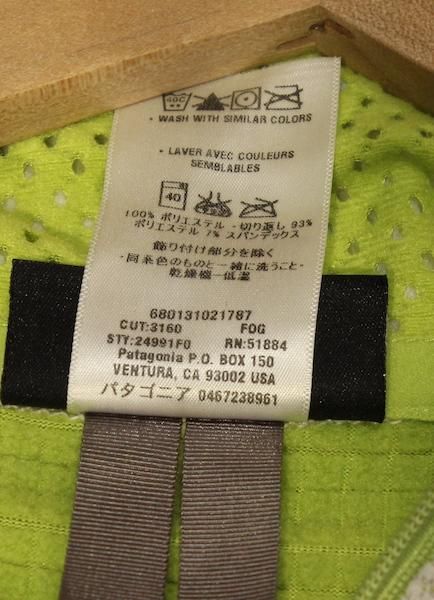 40C
· WASH WITH SIMILAR COLORS
· LAVER AVEC COULEURS
SEMBLABLES
40
100% ポリエステル - 切り返し 93%
ポリエステル 7% スパンデックス
飾り付け部分を除く
・同系色のものと一緒に洗うこと・
乾燥機一低温
680131021787
CUT:3160 FOG
STY:24991F0 RN:51884
Patagonia P.O. BOX 150
VENTURA, CA 93002 USA
パタゴニア 0467238961